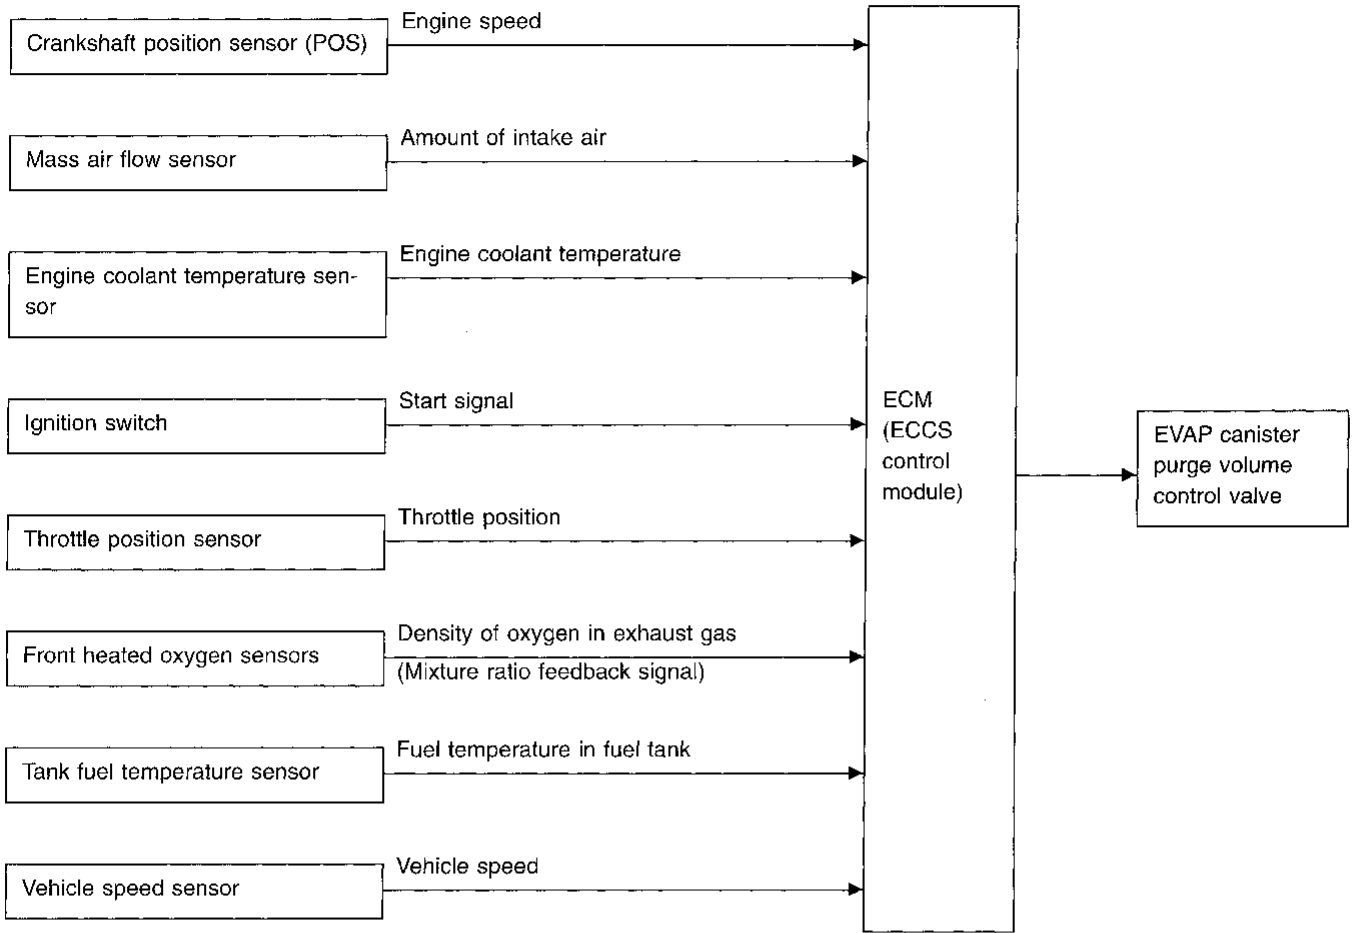 Crankshaft position sensor (POS)
Engine speed
Mass air flow sensor
Amount of intake air
Engine coolant temperature sen-
sor
Engine coolant temperature
Ignition switch
Start signal
Throttle position sensor
Throttle position
Front heated oxygen sensors
Density of oxygen in exhaust gas
(Mixture ratio feedback signal)
Tank fuel temperature sensor
Fuel temperature in fuel tank
Vehicle speed sensor
Vehicle speed
ECM
(ECCS
control
module)
EVAP canister
purge volume
control valve